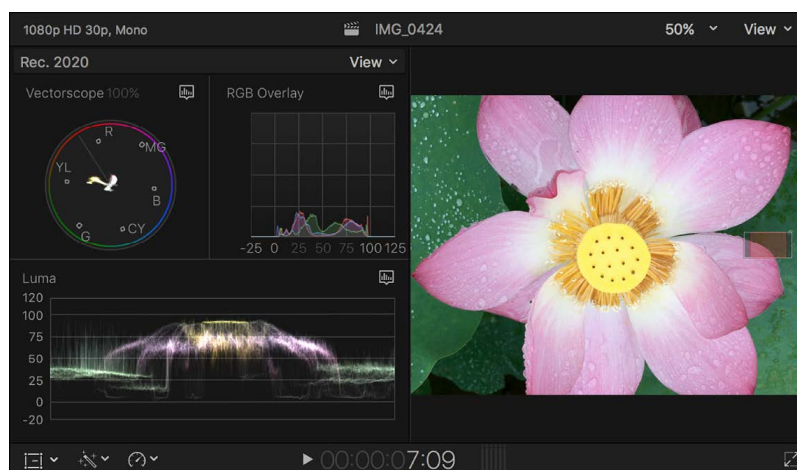 1080p HD 30p, Mono
IMG_0424
50%
View
Rec. 2020
View
Vectorscope 100%
RGB Overlay
R
MG
YL
B
G
CY
-25 0 25 50 75 100 125
Luma
120
100
75
50
25
0
-20
00:00:07:09